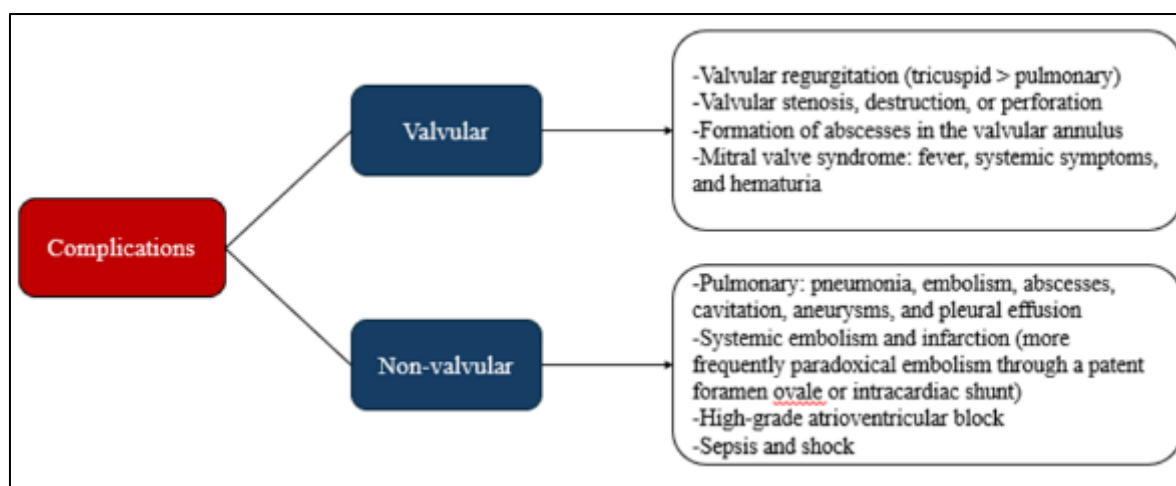 Complications
Valvular
-Valvular regurgitation (tricuspid > pulmonary)
-Valvular stenosis, destruction, or perforation
-Formation of abscesses in the valvular annulus
-Mitral valve syndrome: fever, systemic symptoms,
and hematuria
Non-valvular
-Pulmonary: pneumonia, embolism, abscesses,
cavitation, aneurysms, and pleural effusion
-Systemic embolism and infarction (more
frequently paradoxical embolism through a patent
foramen ovale or intracardiac shunt)
-High-grade atrioventricular block
-Sepsis and shock